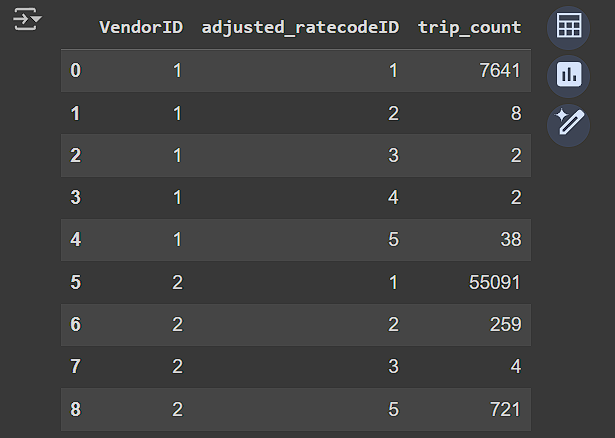 VendorID adjusted_ratecodeID trip_count
0 1 1 7641
1 1 2 8
2 1 3 2
3 1 4 2
4 1 5 38
5 2 1 55091
6 2 2 259
7 2 3 4
8 2 5 721